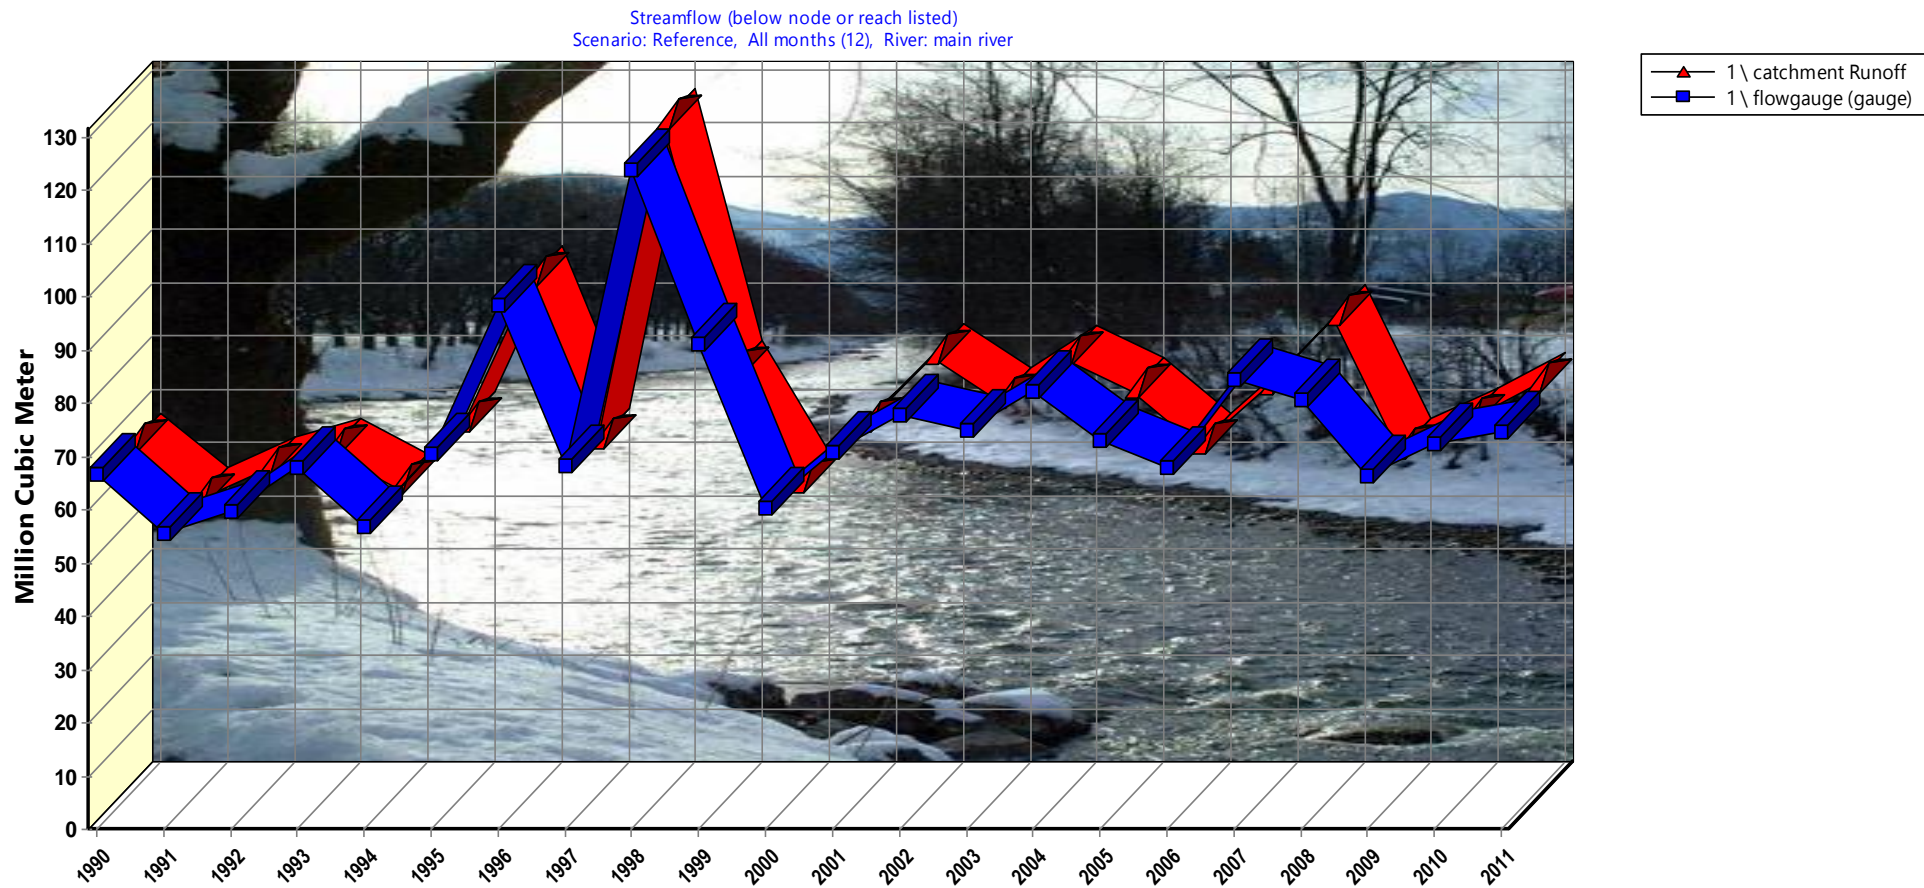 Streamflow (below node or reach listed)
Scenario: Reference, All months (12), River: main river
1 \ catchment Runoff
1 \ flowgauge (gauge)
Million Cubic Meter
130
120
110
100
90
80
70
60
50
40
30
20
10
0
1990 1991 1992 1993 1994 1995 1996 1997 1998 1999 2000 2001 2002 2003 2004 2005 2006 2007 2008 2009 2010 2011